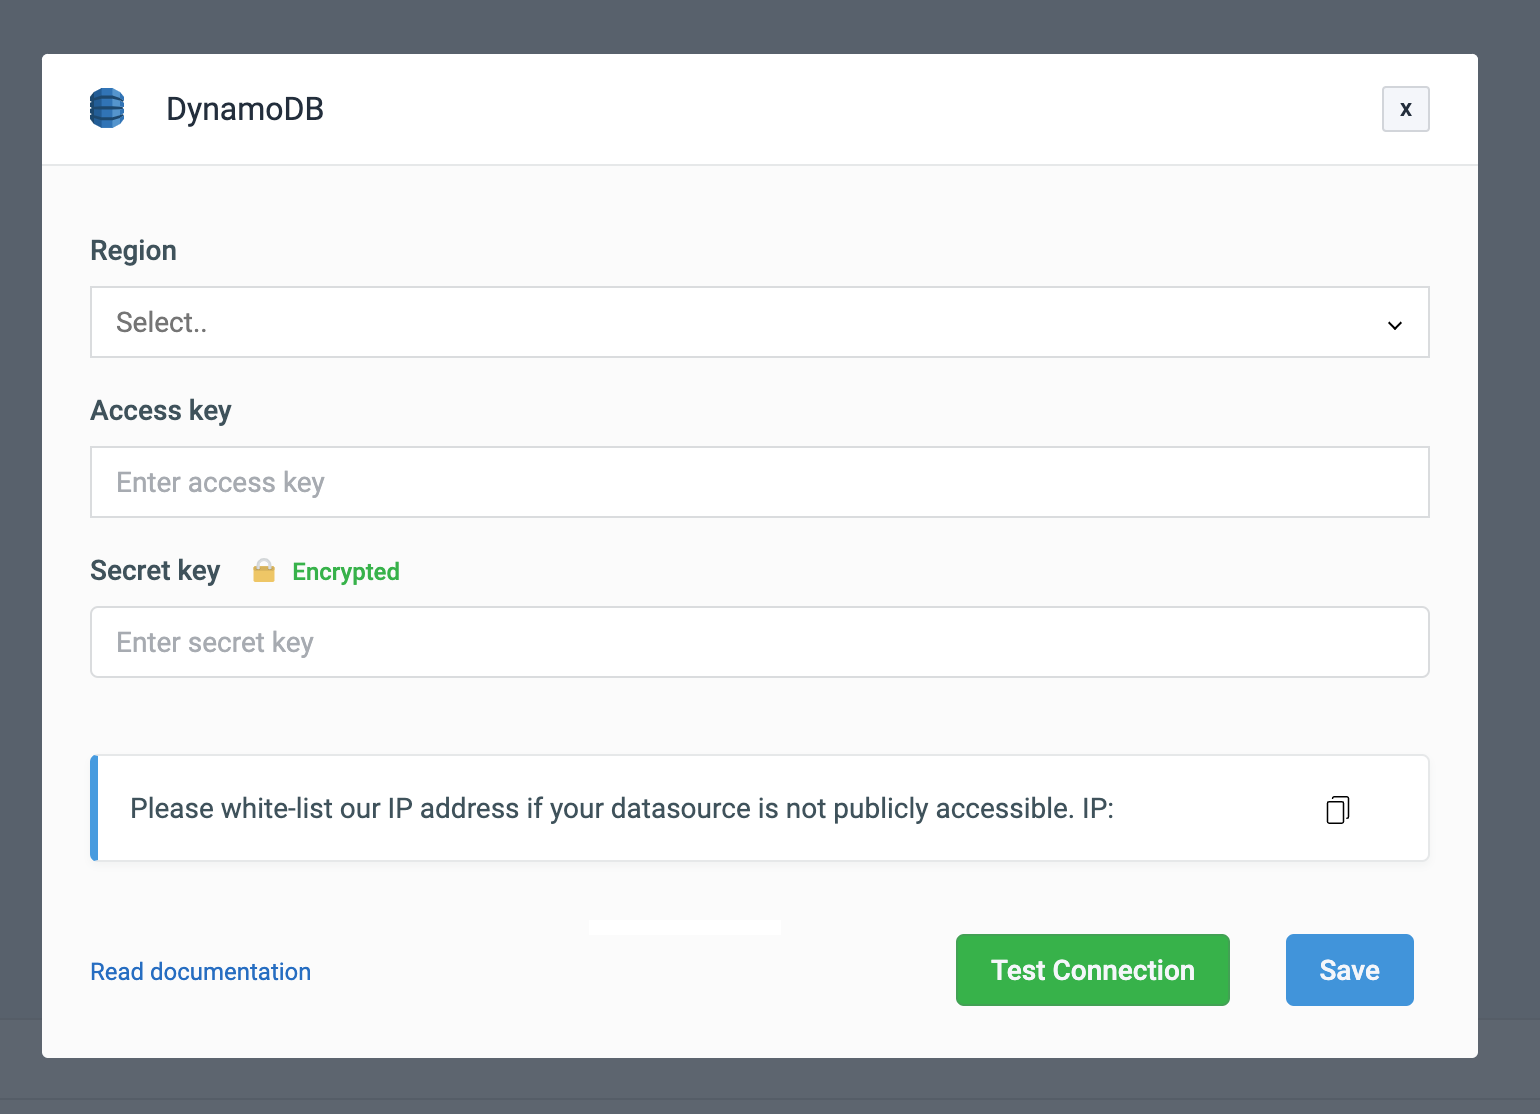 DynamoDB
x
Region
Select..
Access key
Enter access key
Secret key Encrypted
Enter secret key
Please white-list our IP address if your datasource is not publicly accessible. IP:
Read documentation
Test Connection
Save